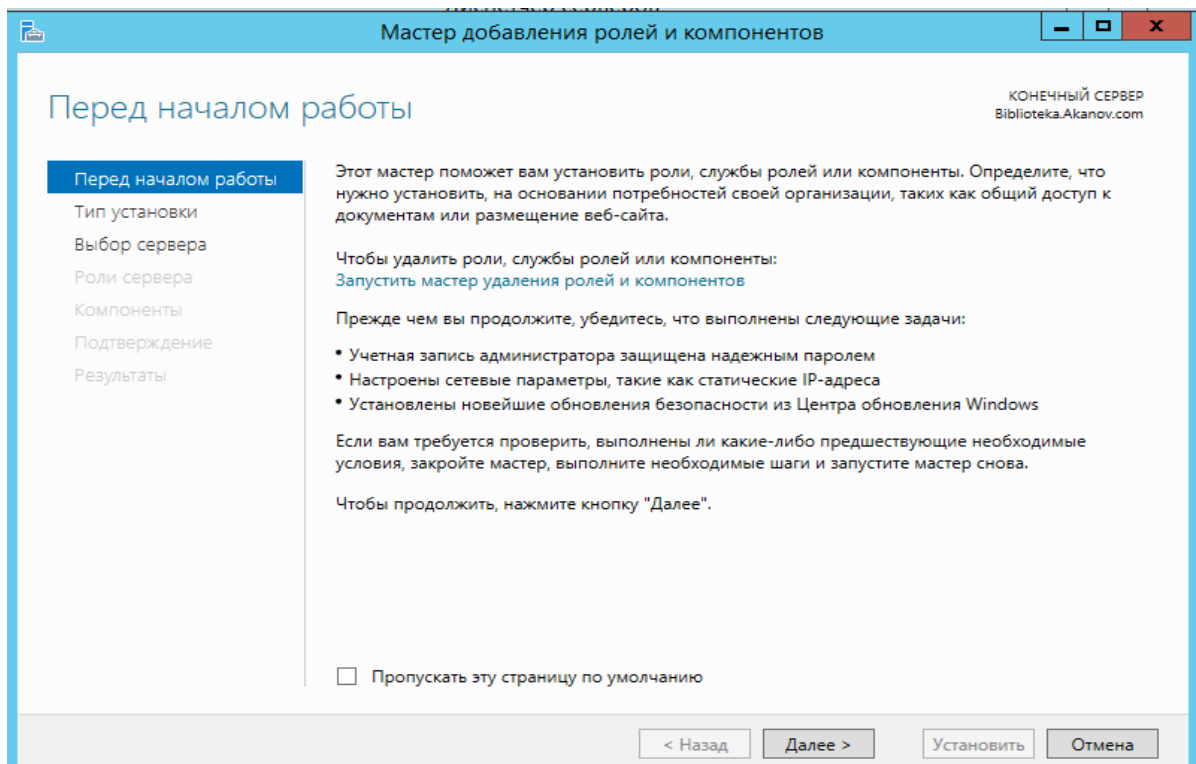 Мастер добавления ролей и компонентов
Перед началом работы
КОНЕЧНЫЙ СЕРВЕР
Biblioteka.Akanov.com
Перед началом работы
Тип установки
Выбор сервера
Роли сервера
Компоненты
Подтверждение
Результаты
Этот мастер поможет вам установить роли, службы ролей или компоненты. Определите, что
нужно установить, на основании потребностей своей организации, таких как общий доступ к
документам или размещение веб-сайта.
Чтобы удалить роли, службы ролей или компоненты:
Запустить мастер удаления ролей и компонентов
Прежде чем вы продолжите, убедитесь, что выполнены следующие задачи:
• Учетная запись администратора защищена надежным паролем
• Настроены сетевые параметры, такие как статические IP-адреса
• Установлены новейшие обновления безопасности из Центра обновления Windows
Если вам требуется проверить, выполнены ли какие-либо предшествующие необходимые
условия, закройте мастер, выполните необходимые шаги и запустите мастер снова.
Чтобы продолжить, нажмите кнопку "Далее".
Пропускать эту страницу по умолчанию
< Назад Далее > Установить Отмена